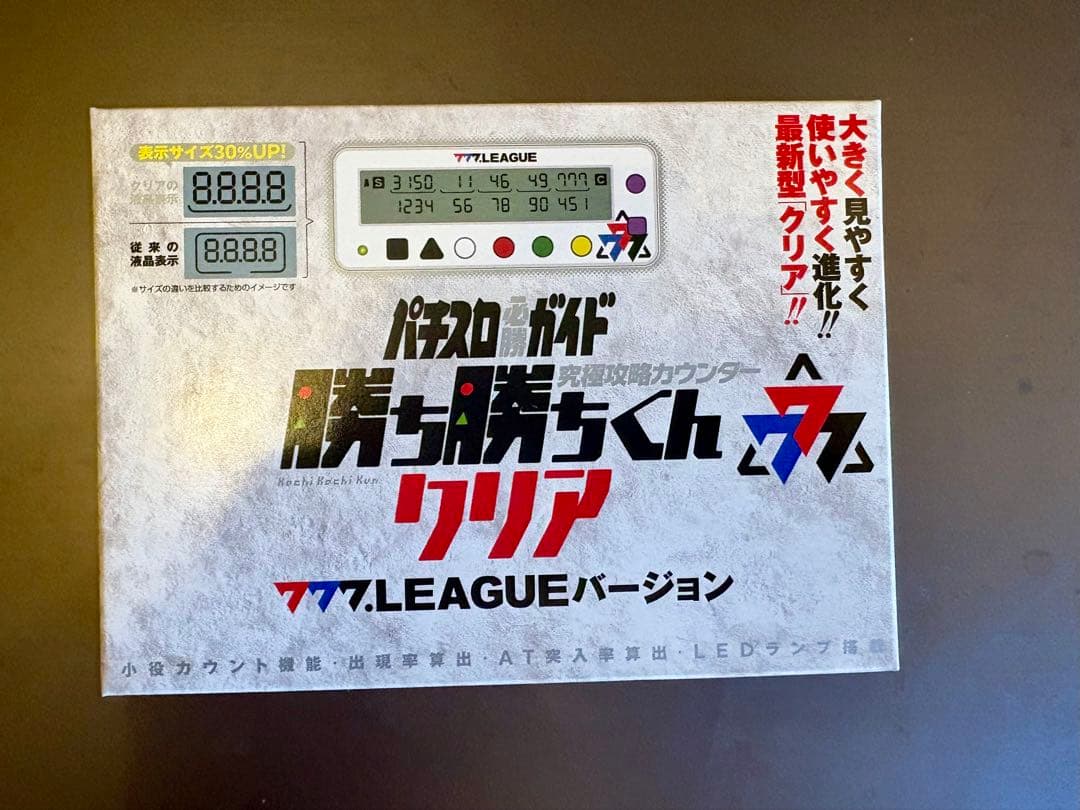 表示サイズ30%UP!
クリアの
液晶表示
8.8.8.8
従来の
液晶表示
8.8.8.8
※サイズの違いを比較するためのイメージです
777.LEAGUE
S 3150 11 46 49 777 C
1234 56 78 90 451
777
大きく見やすく
使いやすく進化!!
最新型「クリア」!!
パチスロ必勝ガイド
究極攻略カウンター
勝ち勝ちくん
Kachi Kachi Kun
クリア
777
777.LEAGUEバージョン
小役カウント機能・出現率算出・AT突入率算出・LEDランプ搭載